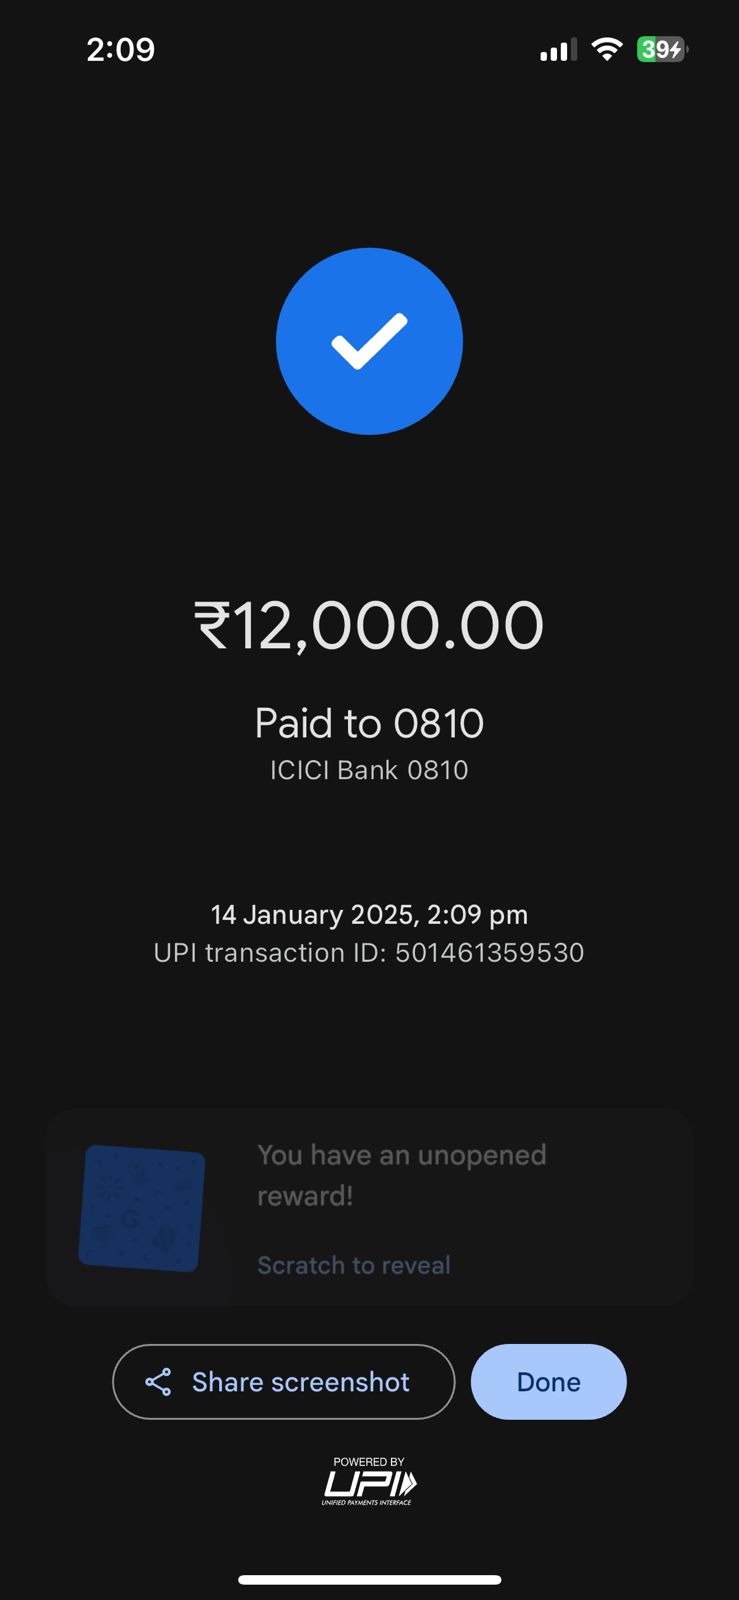 2:09
39
₹12,000.00
Paid to 0810
ICICI Bank 0810
14 January 2025, 2:09 pm
UPI transaction ID: 501461359530
G
You have an unopened
reward!
Scratch to reveal
Share screenshot
Done
POWERED BY
UPI
UNIFIED PAYMENTS INTERFACE